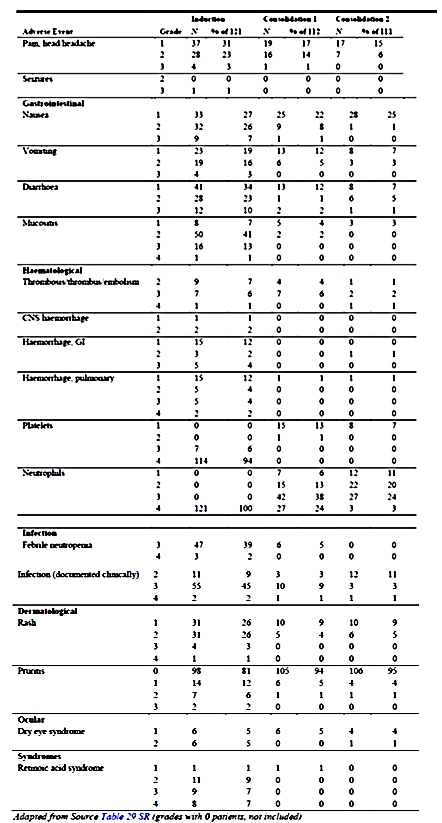 Induction Consolidation 1 Consolidation 2
Adverse Event Grade N % of 121 N % of 112 N % of 111
Pain, head headache 1 37 31 19 17 17 15
2 28 23 16 14 7 6
3 4 3 1 1 0 0
Seizures 2 0 0 0 0 0 0
3 1 1 0 0 0 0
Gastrointestinal
Nausea 1 33 27 25 22 28 25
2 32 26 9 8 1 1
3 9 7 1 1 0 0
Vomiting 1 23 19 13 12 8 7
2 19 16 6 5 3 3
3 4 3 0 0 0 0
Diarrhoea 1 41 34 13 12 8 7
2 28 23 1 1 6 5
3 12 10 2 2 1 1
Mucositis 1 8 7 5 4 3 3
2 50 41 2 2 0 0
3 16 13 0 0 0 0
4 1 1 0 0 0 0
Haematological
Thrombosis/thrombus/embolism 2 9 7 4 4 1 1
3 7 6 7 6 2 2
4 1 1 0 0 1 1
CNS haemorrhage 1 1 1 0 0 0 0
2 2 2 0 0 0 0
Haemorrhage, GI 1 15 12 0 0 0 0
2 3 2 0 0 1 1
3 5 4 0 0 0 0
Haemorrhage, pulmonary 1 15 12 1 1 1 1
2 5 4 0 0 0 0
3 5 4 0 0 0 0
4 2 2 0 0 0 0
Platelets 1 0 0 15 13 8 7
2 0 0 1 1 0 0
3 7 6 0 0 0 0
4 114 94 0 0 0 0
Neutrophils 1 0 0 7 6 12 11
2 0 0 15 13 22 20
3 0 0 42 38 27 24
4 121 100 27 24 3 3
Infection
Febrile neutropenia 3 47 39 6 5 0 0
4 3 2 0 0 0 0
Infection (documented clinically) 2 11 9 3 3 12 11
3 55 45 10 9 3 3
4 2 2 1 1 1 1
Dermatological
Rash 1 31 26 10 9 10 9
2 31 26 5 4 6 5
3 4 3 0 0 0 0
4 1 1 0 0 0 0
Pruritis 0 98 81 105 94 106 95
1 14 12 6 5 4 4
2 7 6 1 1 1 1
3 2 2 0 0 0 0
Ocular
Dry eye syndrome 1 6 5 6 5 4 4
2 6 5 0 0 1 1
Syndromes
Retinoic acid syndrome 1 1 1 1 1 0 0
2 11 9 0 0 0 0
3 9 7 0 0 0 0
4 8 7 0 0 0 0
Adapted from Source Table 29 SR (grades with 0 patients, not included)